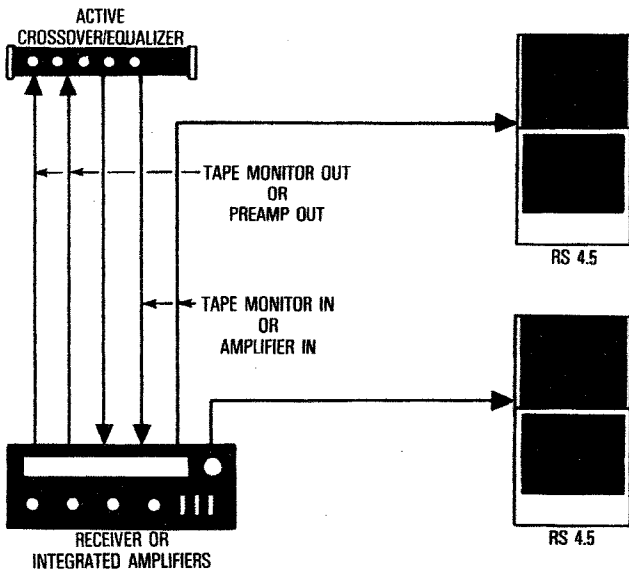 ACTIVE
CROSSOVER/EQUALIZER
TAPE MONITOR OUT
OR
PREAMP OUT
RS 4.5
TAPE MONITOR IN
OR
AMPLIFIER IN
RECEIVER OR
INTEGRATED AMPLIFIERS
RS 4.5